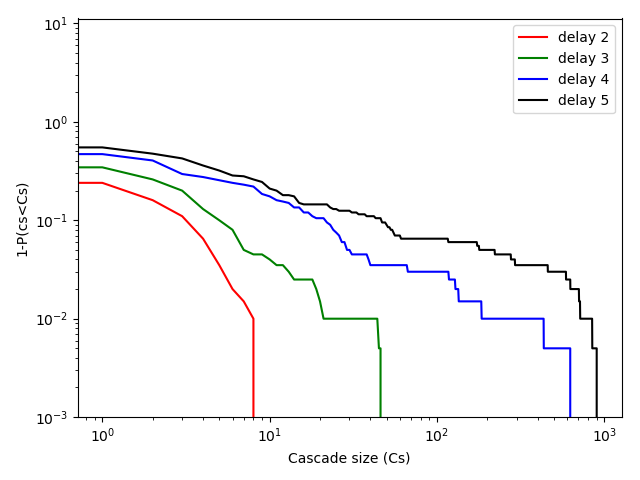 10¹
10⁰
10⁻¹
10⁻²
10⁻³
1-P(cs<Cs)
delay 2
delay 3
delay 4
delay 5
10⁰
10¹
10²
10³
Cascade size (Cs)